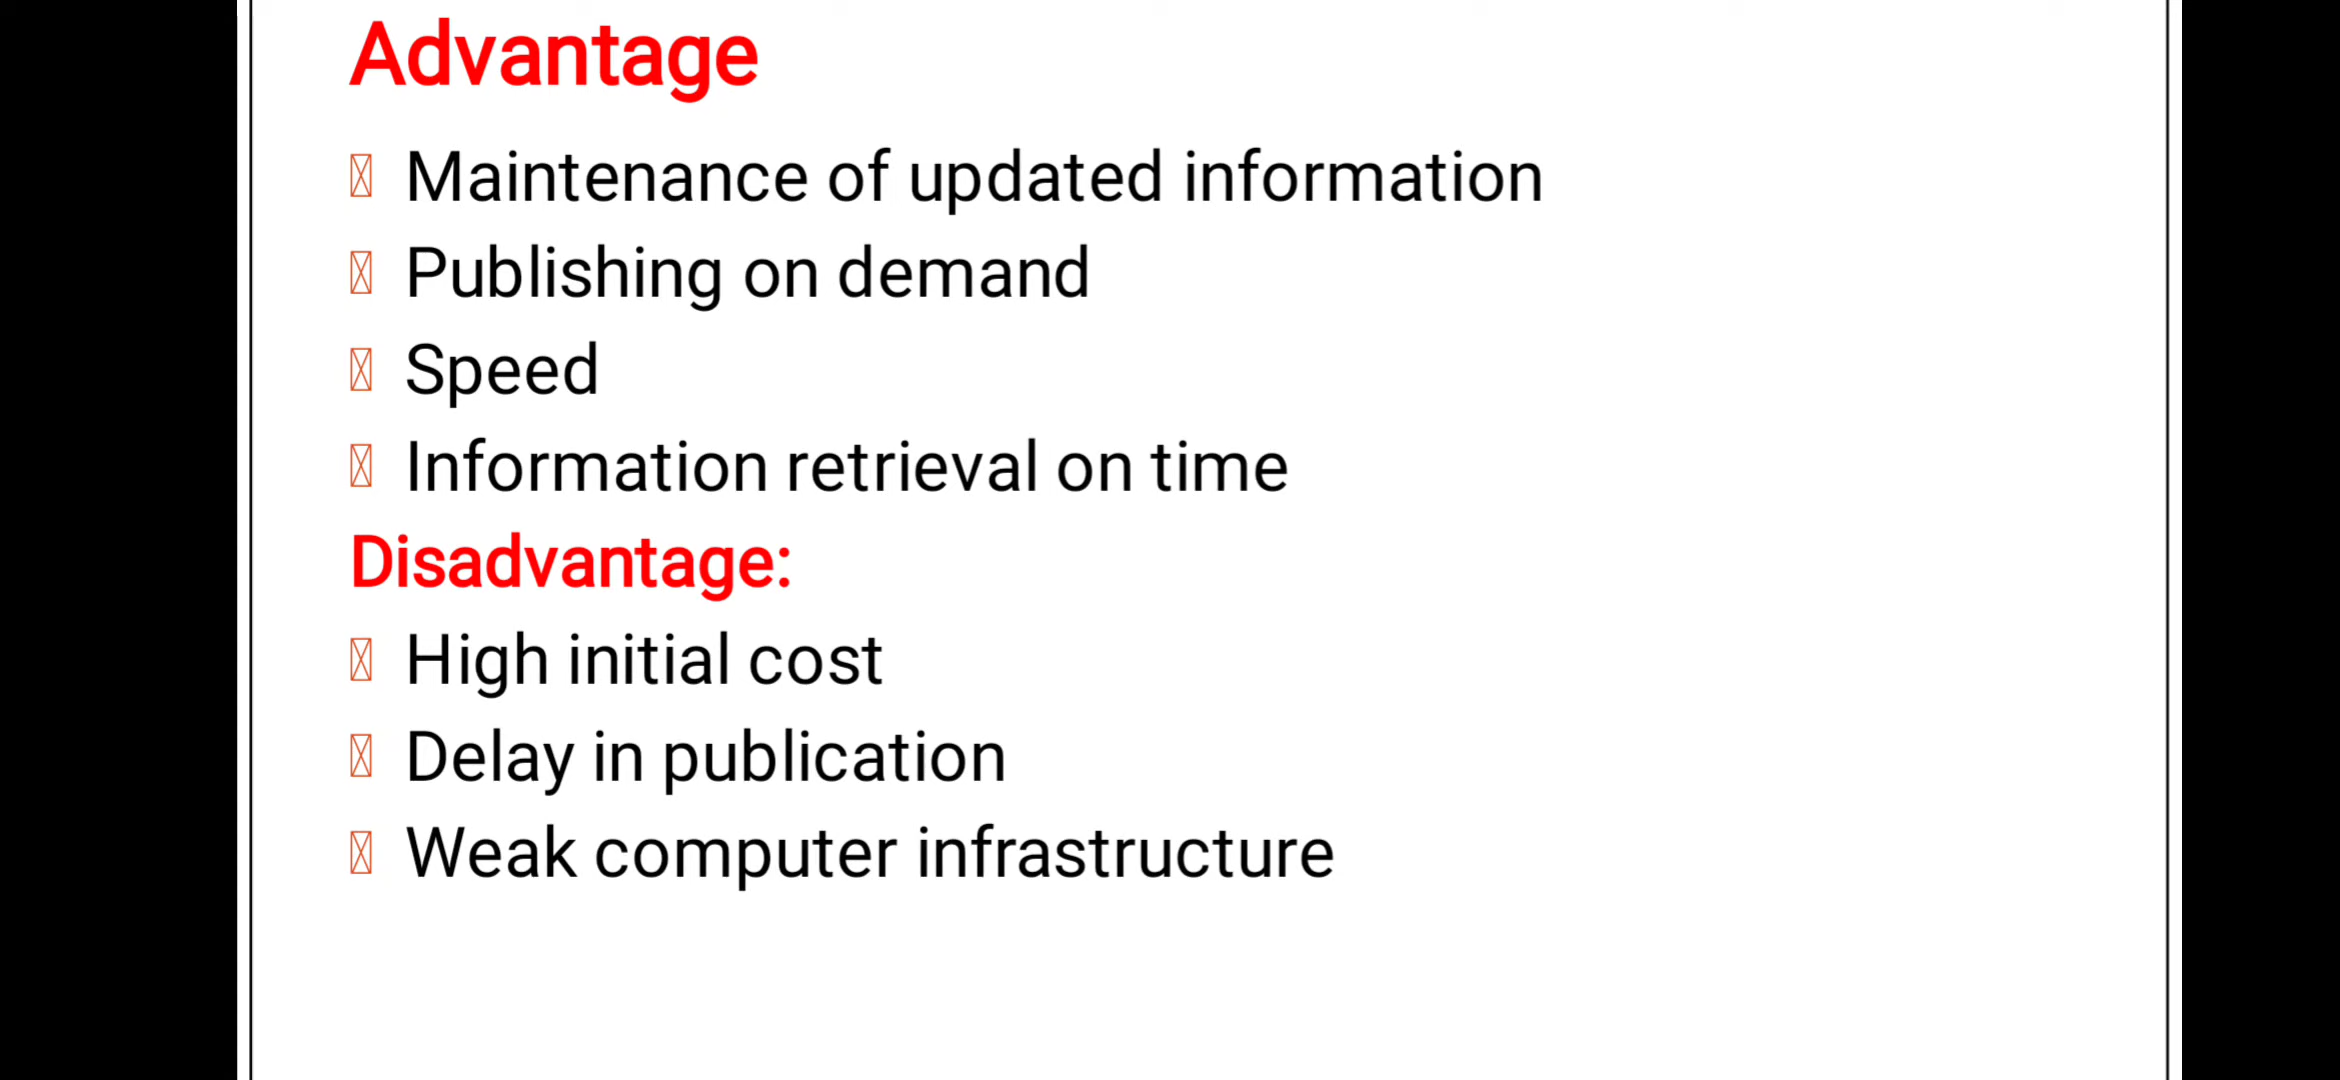 Advantage
Maintenance of updated information
Publishing on demand
Speed
Information retrieval on time
Disadvantage:
High initial cost
Delay in publication
Weak computer infrastructure